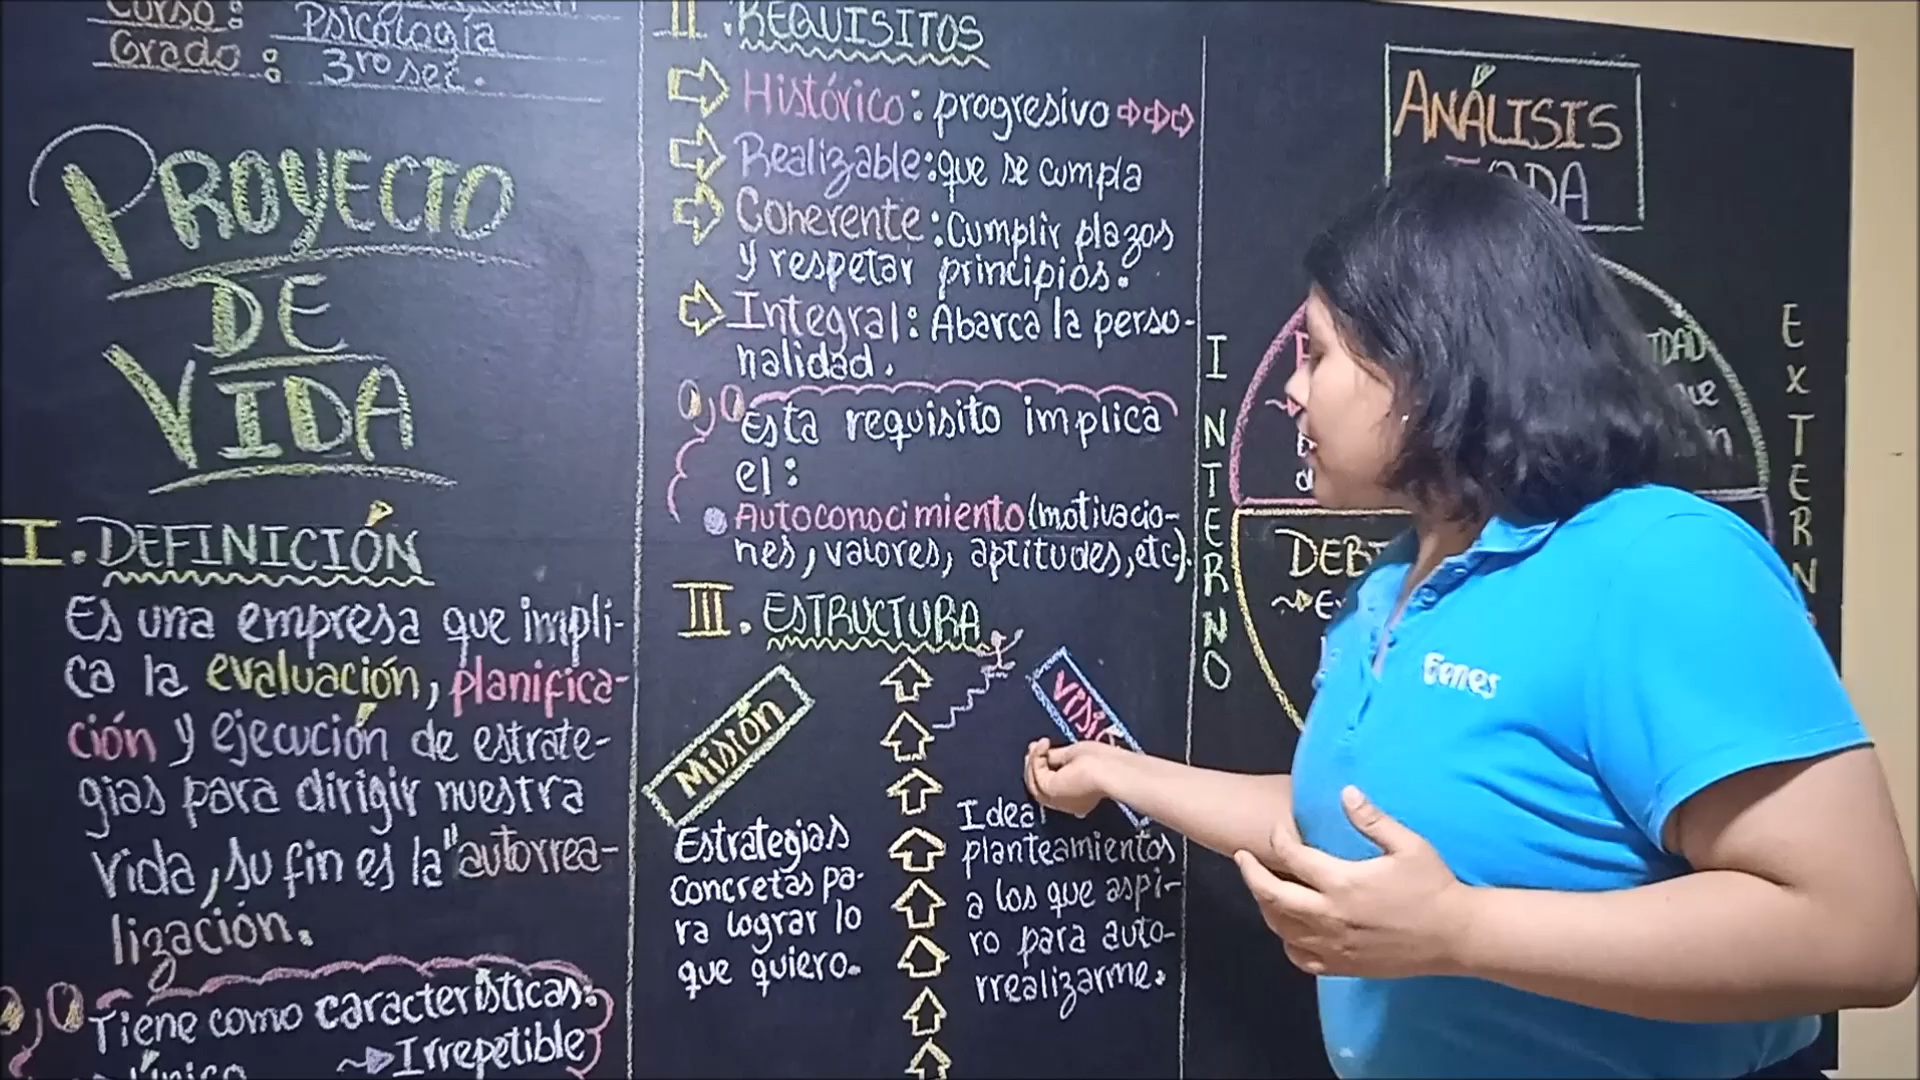 Curso: Psicología
Grado: 3ro sec.
PROYECTO
DE
VIDA
I. DEFINICIÓN
Es una empresa que impli-
ca la evaluación, planifica-
ción y ejecución de estrate-
gias para dirigir nuestra
vida, su fin es la "autorrea-
lización.
Tiene como características:
Único
Irrepetible
II. REQUISITOS
Histórico: progresivo
Realizable: que se cumpla
Coherente: Cumplir plazos
y respetar principios.
Integral: Abarca la perso-
nalidad.
Esta requisito implica
el:
Autoconocimiento (motivacio-
nes, valores, aptitudes, etc).
III. ESTRUCTURA
Misión
Estrategias
concretas pa-
ra lograr lo
que quiero.
Idea
planteamientos
a los que aspi-
ro para auto-
rrealizarme.
ANÁLISIS
INTERNO
EXTERN
Genes